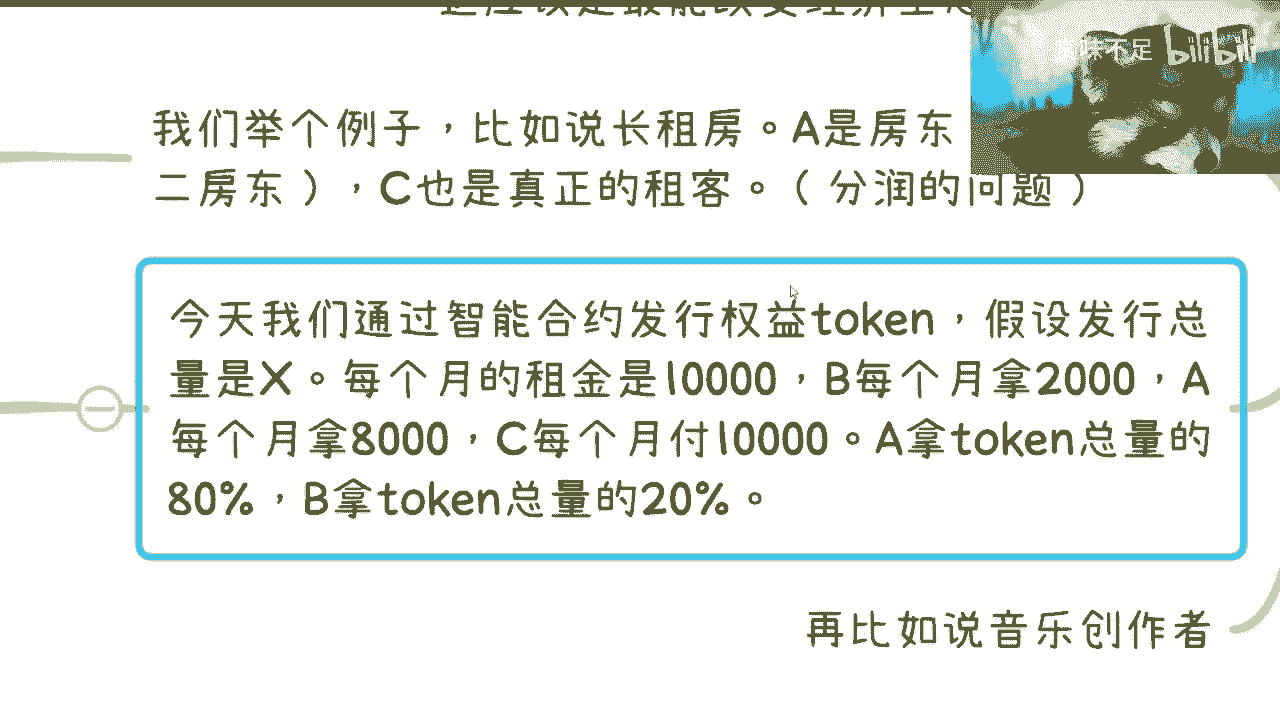 我们举个例子，比如说长租房。A是房东
二房东），C也是真正的租客。（分润的问题）
今天我们通过智能合约发行权益token，假设发行总
量是X。每个月的租金是10000，B每个月拿2000，A
每个月拿8000，C每个月付10000。A拿token总量的
80%，B拿token总量的20%。
再比如说音乐创作者
味不足 bilibili